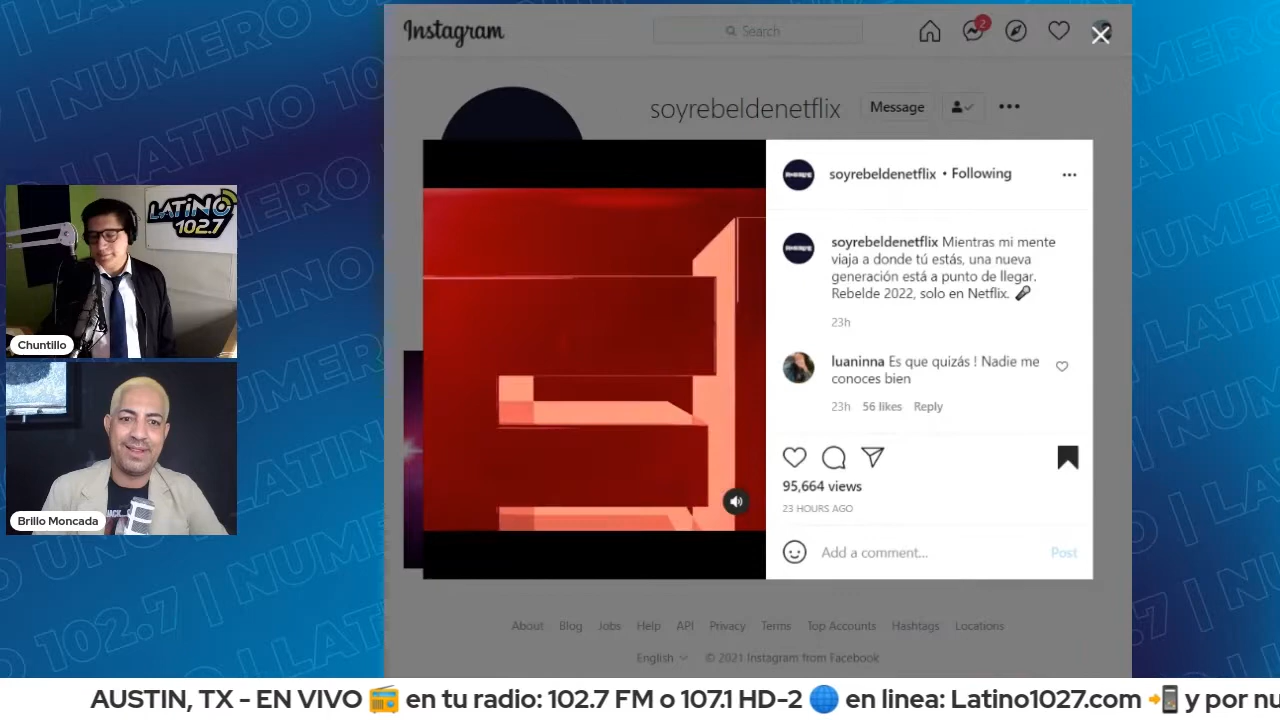 Instagram
Search
2
soyrebeldenetflix
Message
soyrebeldenetflix • Following
soyrebeldenetflix Mientras mi mente
viaja a donde tú estás, una nueva
generación está a punto de llegar.
Rebelde 2022, solo en Netflix. 🎤
23h
luaninna Es que quizás ! Nadie me
conoces bien
23h 56 likes Reply
95,664 views
23 HOURS AGO
Add a comment... Post
About Blog Jobs Help API Privacy Terms Top Accounts Hashtags Locations
English © 2021 Instagram from Facebook
LATINO
102.7
Chuntillo
Brillo Moncada
AUSTIN, TX - EN VIVO 📻 en tu radio: 102.7 FM o 107.1 HD-2 🌐 en linea: Latino1027.com 📲 y por nu